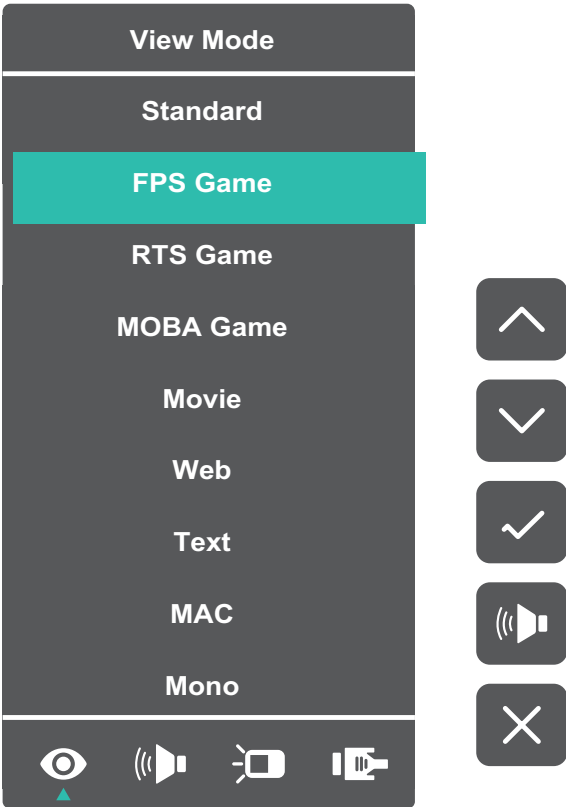 View Mode
Standard
FPS Game
RTS Game
MOBA Game
Movie
Web
Text
MAC
Mono